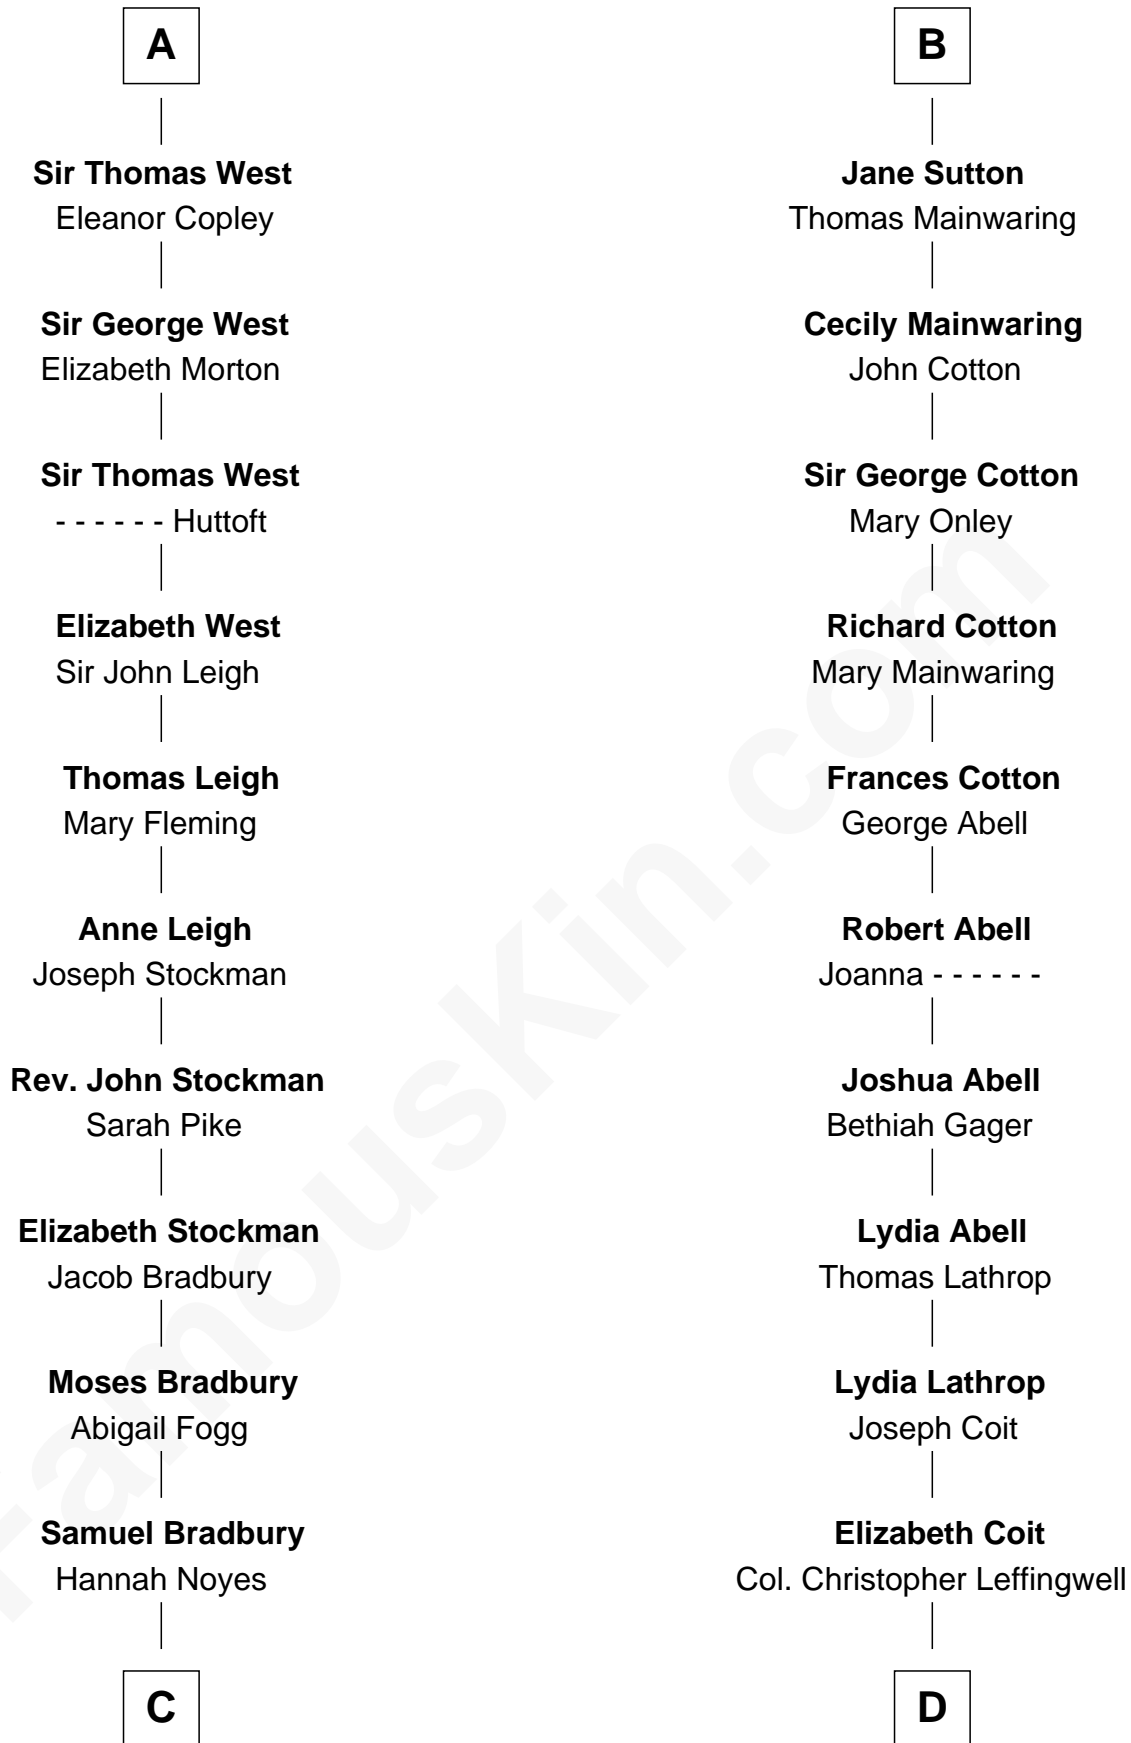 A
Sir Thomas West
Eleanor Copley
Sir George West
Elizabeth Morton
Sir Thomas West
- - - - - - Huttoft
Elizabeth West
Sir John Leigh
Thomas Leigh
Mary Fleming
Anne Leigh
Joseph Stockman
Rev. John Stockman
Sarah Pike
Elizabeth Stockman
Jacob Bradbury
Moses Bradbury
Abigail Fogg
Samuel Bradbury
Hannah Noyes
C
B
Jane Sutton
Thomas Mainwaring
Cecily Mainwaring
John Cotton
Sir George Cotton
Mary Onley
Richard Cotton
Mary Mainwaring
Frances Cotton
George Abell
Robert Abell
Joanna - - - - - -
Joshua Abell
Bethiah Gager
Lydia Abell
Thomas Lathrop
Lydia Lathrop
Joseph Coit
Elizabeth Coit
Col. Christopher Leffingwell
D
FamousKin.com